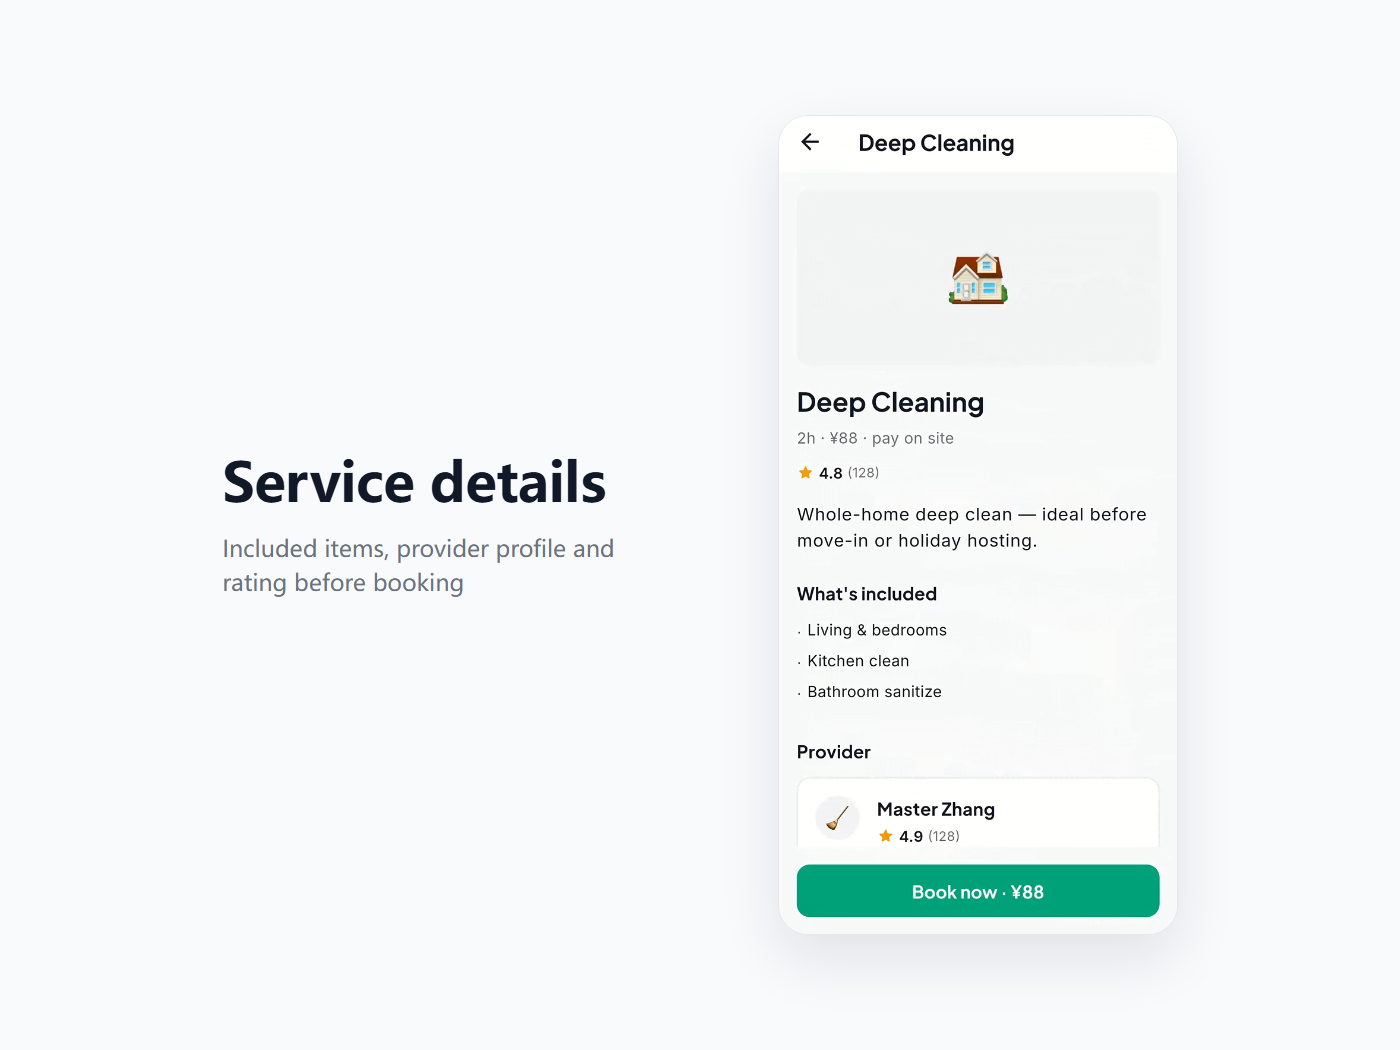 Service details
Included items, provider profile and
rating before booking
Deep Cleaning
Deep Cleaning
2h · ¥88 · pay on site
4.8 (128)
Whole-home deep clean — ideal before
move-in or holiday hosting.
What's included
· Living & bedrooms
· Kitchen clean
· Bathroom sanitize
Provider
Master Zhang
4.9 (128)
Book now · ¥88